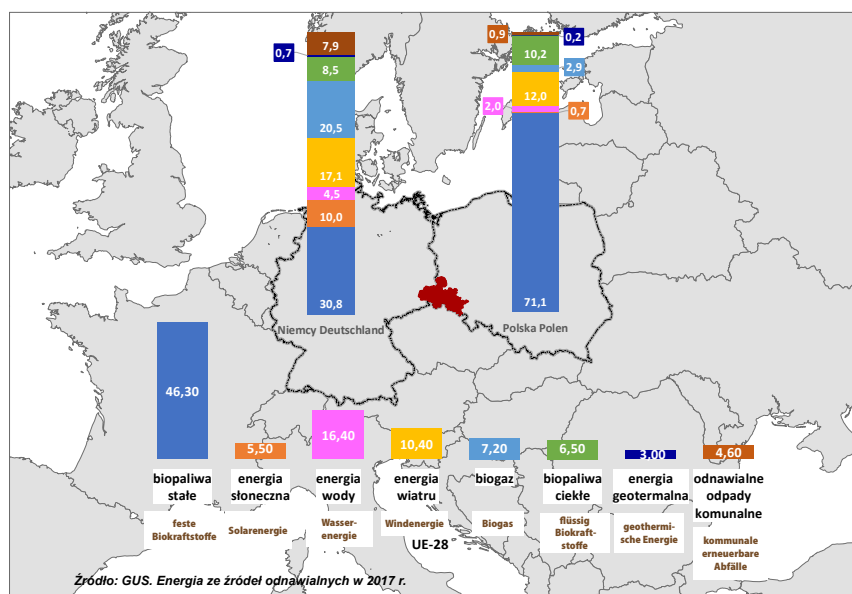 7,9
0,7
8,5
20,5
17,1
4,5
10,0
30,8
Niemcy Deutschland
0,9
0,2
10,2
2,9
12,0
2,0
0,7
71,1
Polska Polen
46,30
5,50
16,40
10,40
7,20
6,50
3,00
4,60
biopaliwa
stałe
energia
słoneczna
energia
wody
energia
wiatru
biogaz
biopaliwa
ciekłe
energia
geotermalna
odnawialne
odpady
komunalne
feste
Biokraftstoffe
Solarenergie
Wasser-
energie
Windenergie
Biogas
flüssig
Biokraft-
stoffe
geothermi-
sche Energie
kommunale
erneuerbare
Abfälle
UE-28
Źródło: GUS. Energia ze źródeł odnawialnych w 2017 r.